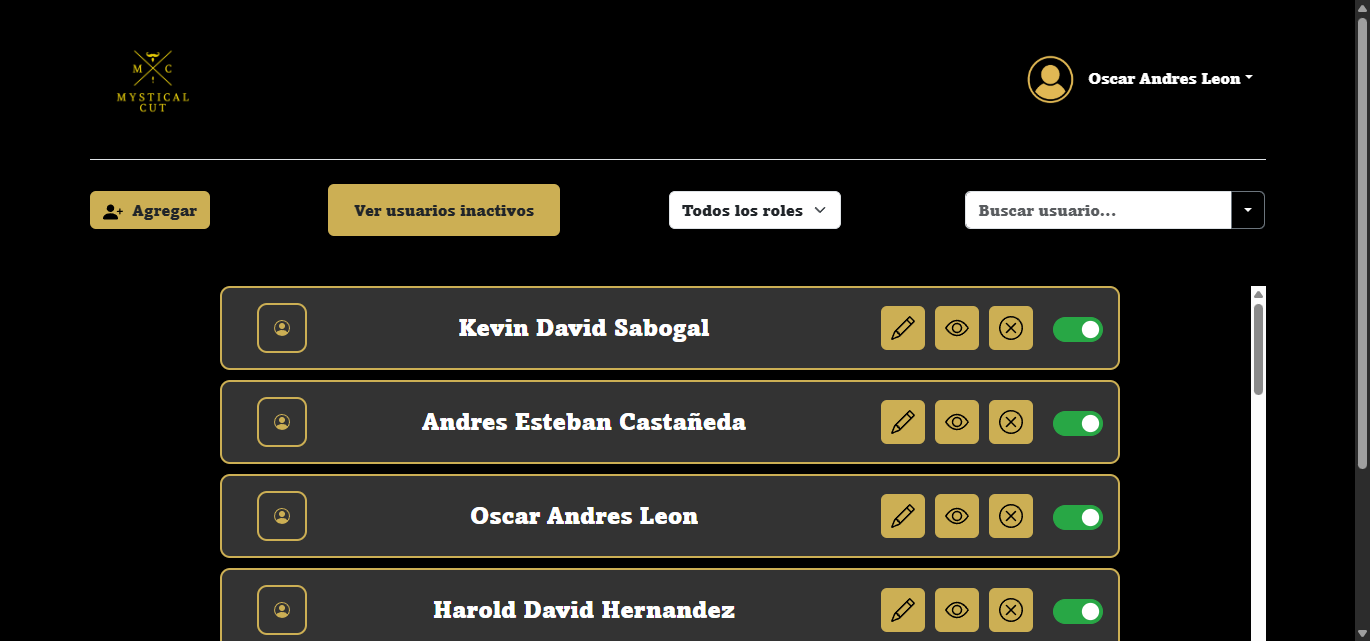 M C
MYSTICAL
CUT
Oscar Andres Leon
Agregar
Ver usuarios inactivos
Todos los roles
Buscar usuario...
Kevin David Sabogal
Andres Esteban Castañeda
Oscar Andres Leon
Harold David Hernandez